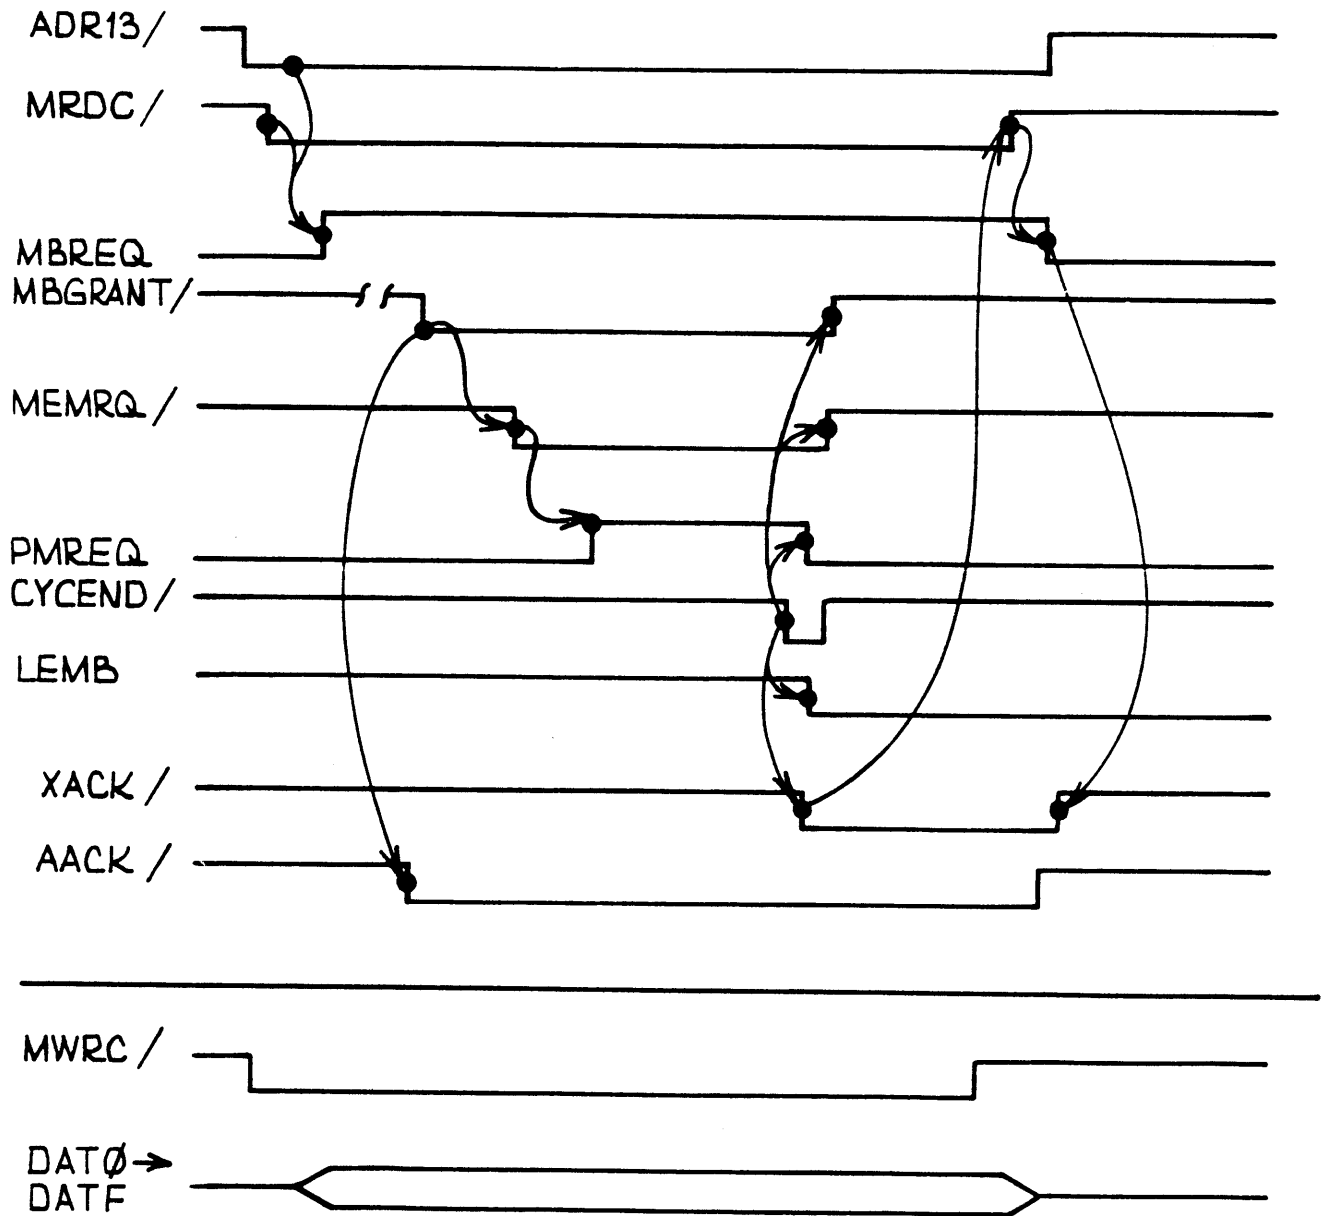 ADR13/
MRDC/
MBREQ
MBGRANT/
MEMRQ/
PMREQ
CYCEND/
LEMB
XACK/
AACK/
MWRC/
DATØ→
DATF